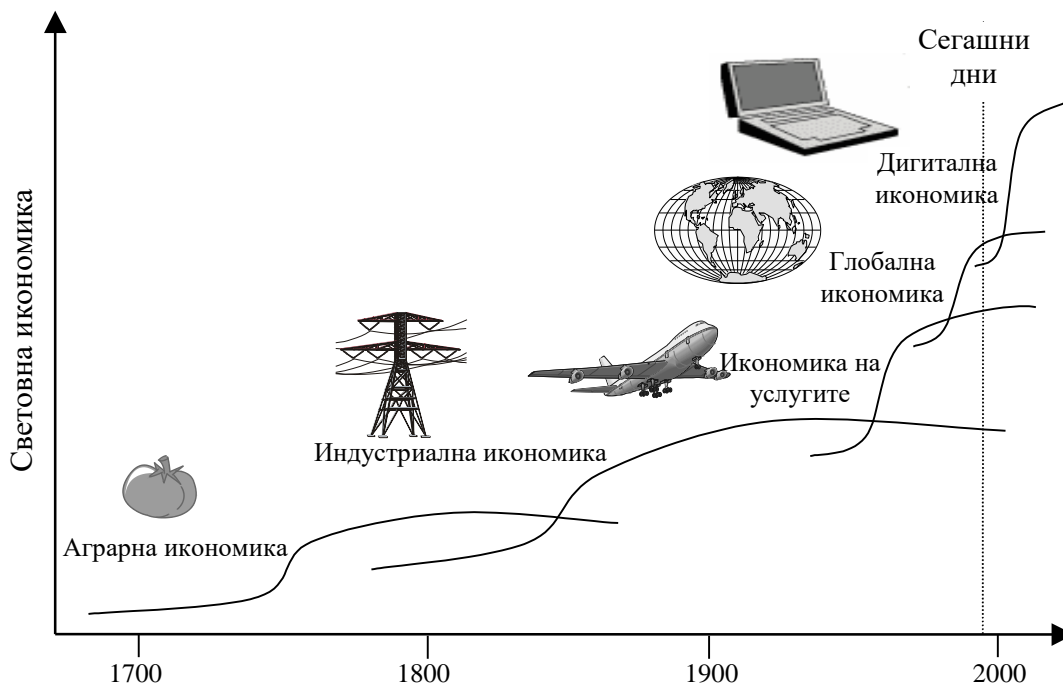 Сегашни
дни
Дигитална
икономика
Глобална
икономика
Икономика на
услугите
Индустриална икономика
Аграрна икономика
Световна икономика
1700
1800
1900
2000